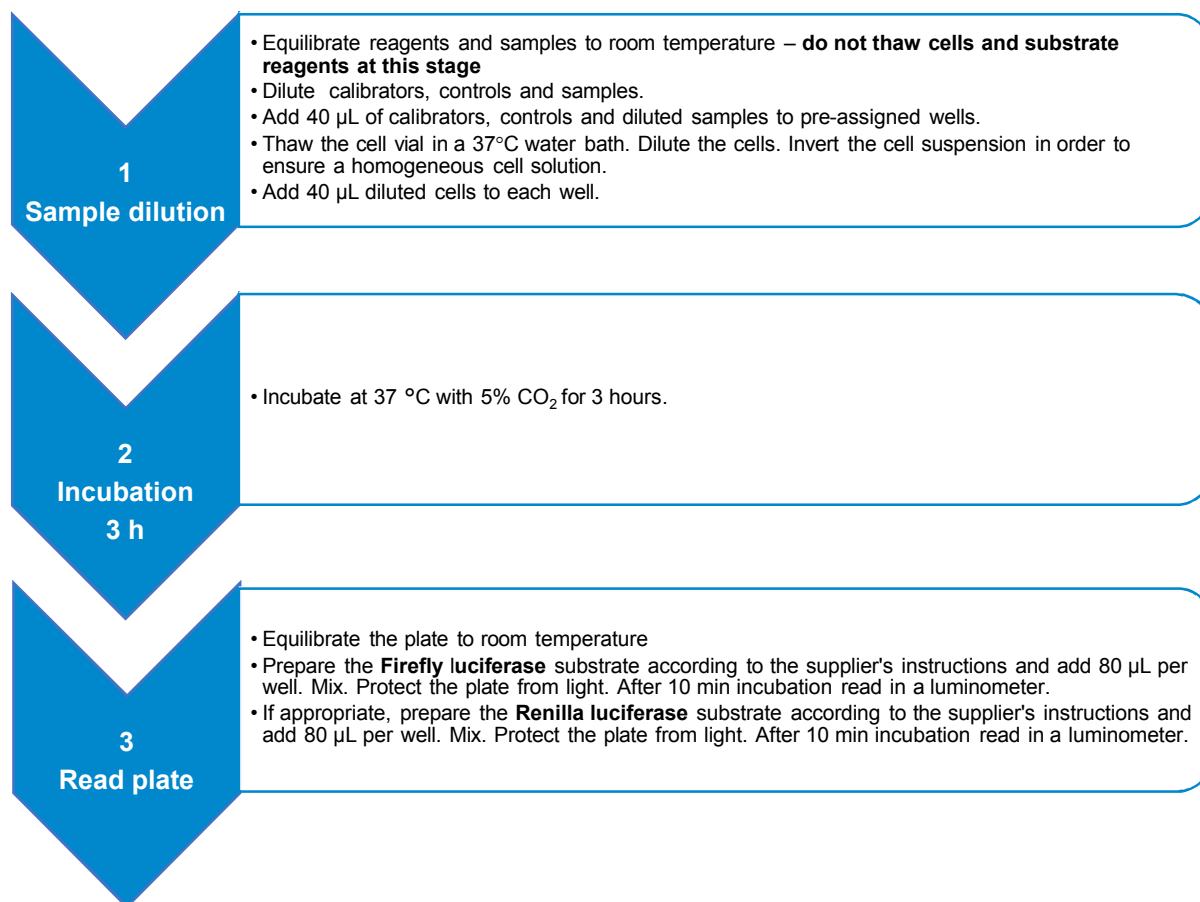 1
Sample dilution
• Equilibrate reagents and samples to room temperature – do not thaw cells and substrate
reagents at this stage
• Dilute calibrators, controls and samples.
• Add 40 µL of calibrators, controls and diluted samples to pre-assigned wells.
• Thaw the cell vial in a 37°C water bath. Dilute the cells. Invert the cell suspension in order to
ensure a homogeneous cell solution.
• Add 40 µL diluted cells to each well.
2
Incubation
3 h
• Incubate at 37 °C with 5% CO₂ for 3 hours.
3
Read plate
• Equilibrate the plate to room temperature
• Prepare the Firefly luciferase substrate according to the supplier's instructions and add 80 µL per
well. Mix. Protect the plate from light. After 10 min incubation read in a luminometer.
• If appropriate, prepare the Renilla luciferase substrate according to the supplier's instructions and
add 80 µL per well. Mix. Protect the plate from light. After 10 min incubation read in a luminometer.